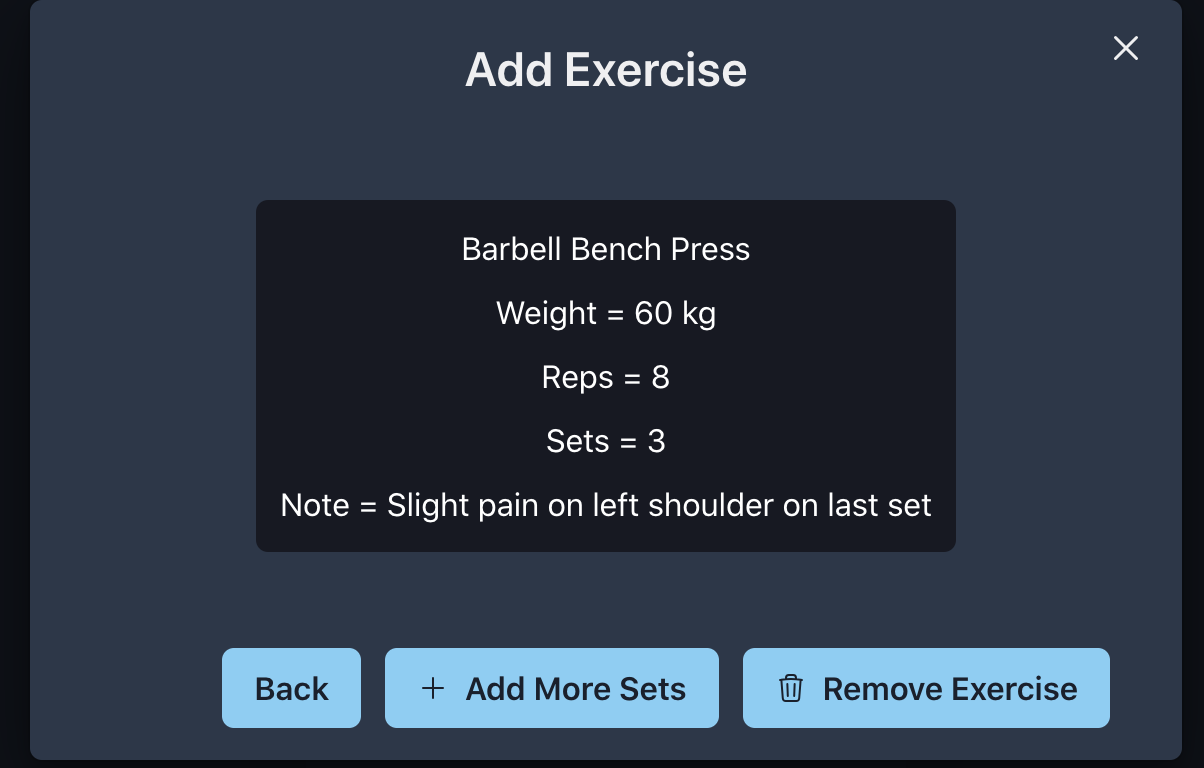 Add Exercise
Barbell Bench Press
Weight = 60 kg
Reps = 8
Sets = 3
Note = Slight pain on left shoulder on last set
Back
Add More Sets
Remove Exercise